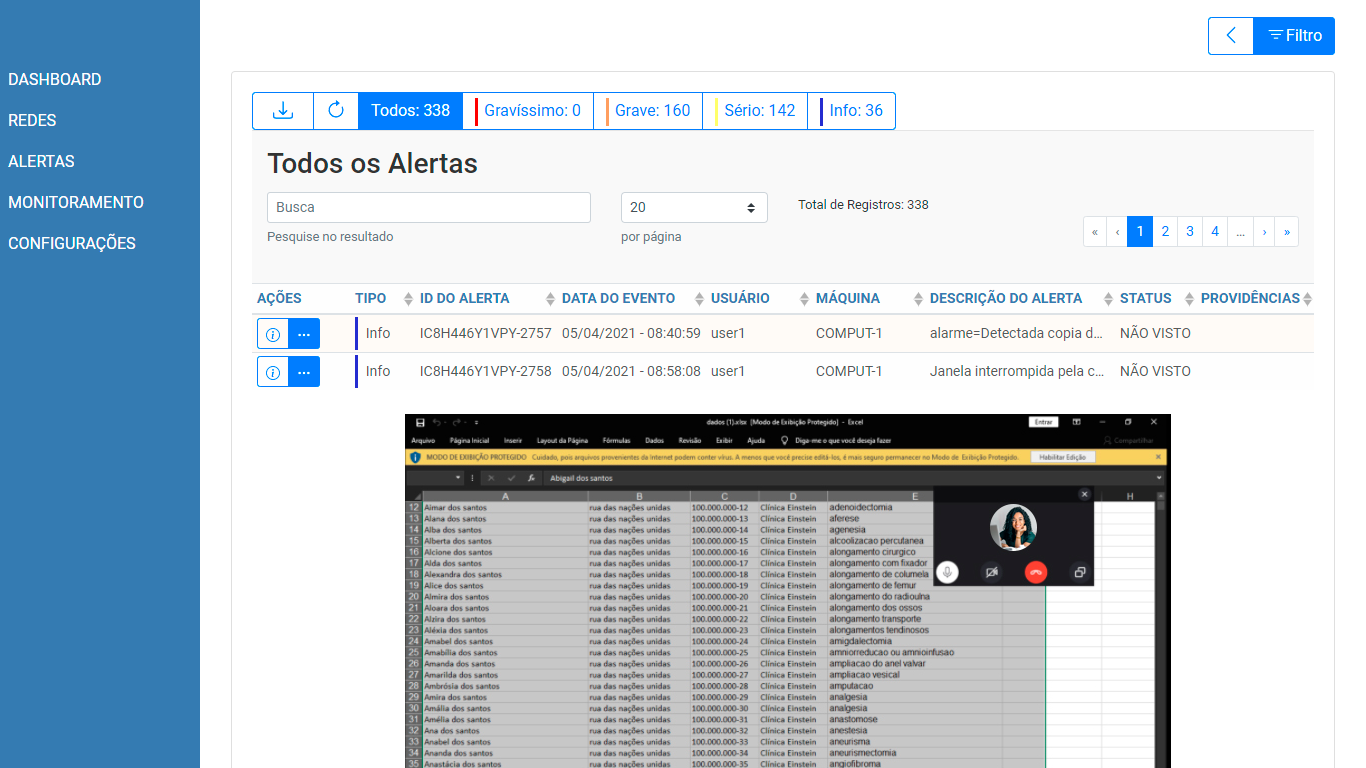 Filtro
DASHBOARD
REDES
ALERTAS
MONITORAMENTO
CONFIGURAÇÕES
Todos: 338 Gravíssimo: 0 Grave: 160 Sério: 142 Info: 36
Todos os Alertas
Busca 20 Total de Registros: 338
Pesquise no resultado por página
« ‹ 1 2 3 4 ... › »
AÇÕES TIPO ID DO ALERTA DATA DO EVENTO USUÁRIO MÁQUINA DESCRIÇÃO DO ALERTA STATUS PROVIDÊNCIAS
Info IC8H446Y1VPY-2757 05/04/2021 - 08:40:59 user1 COMPUT-1 alarme=Detectada copia d... NÃO VISTO
Info IC8H446Y1VPY-2758 05/04/2021 - 08:58:08 user1 COMPUT-1 Janela interrompida pela c... NÃO VISTO
dados (1).xlsx [Modo de Exibição Protegido] - Excel Entrar
Arquivo Página Inicial Inserir Layout da Página Fórmulas Dados Revisão Exibir Ajuda Diga-me o que você deseja fazer Compartilhar
MODO DE EXIBIÇÃO PROTEGIDO Cuidado, pois arquivos provenientes da Internet podem conter vírus. A menos que você precise editá-los, é mais seguro permanecer no Modo de Exibição Protegido. Habilitar Edição
fx Abigail dos santos
A B C D E H
12 Aimar dos santos rua das nações unidas 100.000.000-12 Clínica Einstein adenoidectomia
13 Alana dos santos rua das nações unidas 100.000.000-13 Clínica Einstein aferese
14 Alba dos santos rua das nações unidas 100.000.000-14 Clínica Einstein agenesia
15 Alberta dos santos rua das nações unidas 100.000.000-15 Clínica Einstein alcoolizacao percutanea
16 Alcione dos santos rua das nações unidas 100.000.000-16 Clínica Einstein alongamento cirurgico
17 Alda dos santos rua das nações unidas 100.000.000-17 Clínica Einstein alongamento com fixador
18 Alexandra dos santos rua das nações unidas 100.000.000-18 Clínica Einstein alongamento de columela
19 Alice dos santos rua das nações unidas 100.000.000-19 Clínica Einstein alongamento de femur
20 Almira dos santos rua das nações unidas 100.000.000-20 Clínica Einstein alongamento do radioulna
21 Aloara dos santos rua das nações unidas 100.000.000-21 Clínica Einstein alongamento dos ossos
22 Alzira dos santos rua das nações unidas 100.000.000-22 Clínica Einstein alongamento transporte
23 Aléxia dos santos rua das nações unidas 100.000.000-23 Clínica Einstein alongamentos tendinosos
24 Amabel dos santos rua das nações unidas 100.000.000-24 Clínica Einstein amigdalectomia
25 Amabília dos santos rua das nações unidas 100.000.000-25 Clínica Einstein amniorreducao ou amnioinfusao
26 Amanda dos santos rua das nações unidas 100.000.000-26 Clínica Einstein ampliacao do anel valvar
27 Amarilda dos santos rua das nações unidas 100.000.000-27 Clínica Einstein ampliacao vesical
28 Ambrósia dos santos rua das nações unidas 100.000.000-28 Clínica Einstein amputacao
29 Amira dos santos rua das nações unidas 100.000.000-29 Clínica Einstein analgesia
30 Amália dos santos rua das nações unidas 100.000.000-30 Clínica Einstein analgesia
31 Amélia dos santos rua das nações unidas 100.000.000-31 Clínica Einstein anastomose
32 Ana dos santos rua das nações unidas 100.000.000-32 Clínica Einstein anestesia
33 Anabel dos santos rua das nações unidas 100.000.000-33 Clínica Einstein aneurisma
34 Ananda dos santos rua das nações unidas 100.000.000-34 Clínica Einstein aneurismectomia
35 Anastácia dos santos rua das nações unidas 100.000.000-35 Clínica Einstein angiofibroma